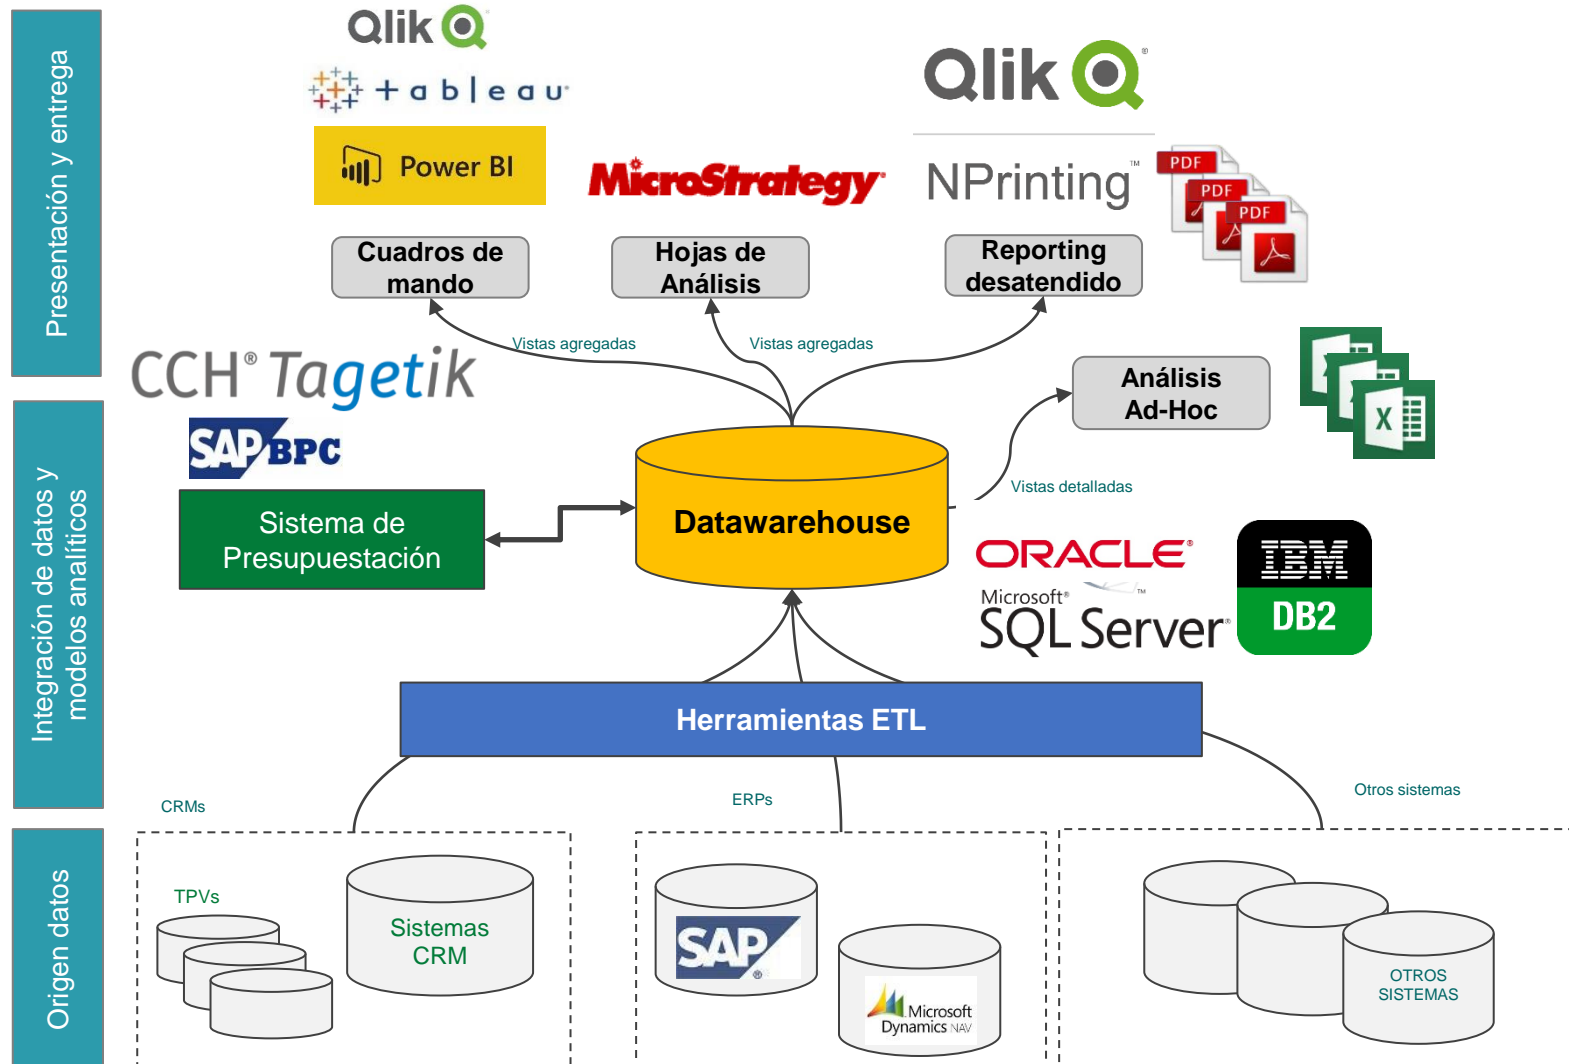 Presentación y entrega
Qlik
+ableau
Power BI
MicroStrategy
Qlik
NPrinting™
PDF
PDF
PDF
Cuadros de
mando
Hojas de
Análisis
Reporting
desatendido
Vistas agregadas
Vistas agregadas
CCH® Tagetik
SAP BPC
Análisis
Ad-Hoc
X
Vistas detalladas
Integración de datos y
modelos analíticos
Sistema de
Presupuestación
Datawarehouse
ORACLE®
Microsoft®
SQL Server®
IBM
DB2
Herramientas ETL
CRMs
ERPs
Otros sistemas
Origen datos
TPVs
Sistemas
CRM
SAP
®
Microsoft
Dynamics NAV
OTROS
SISTEMAS